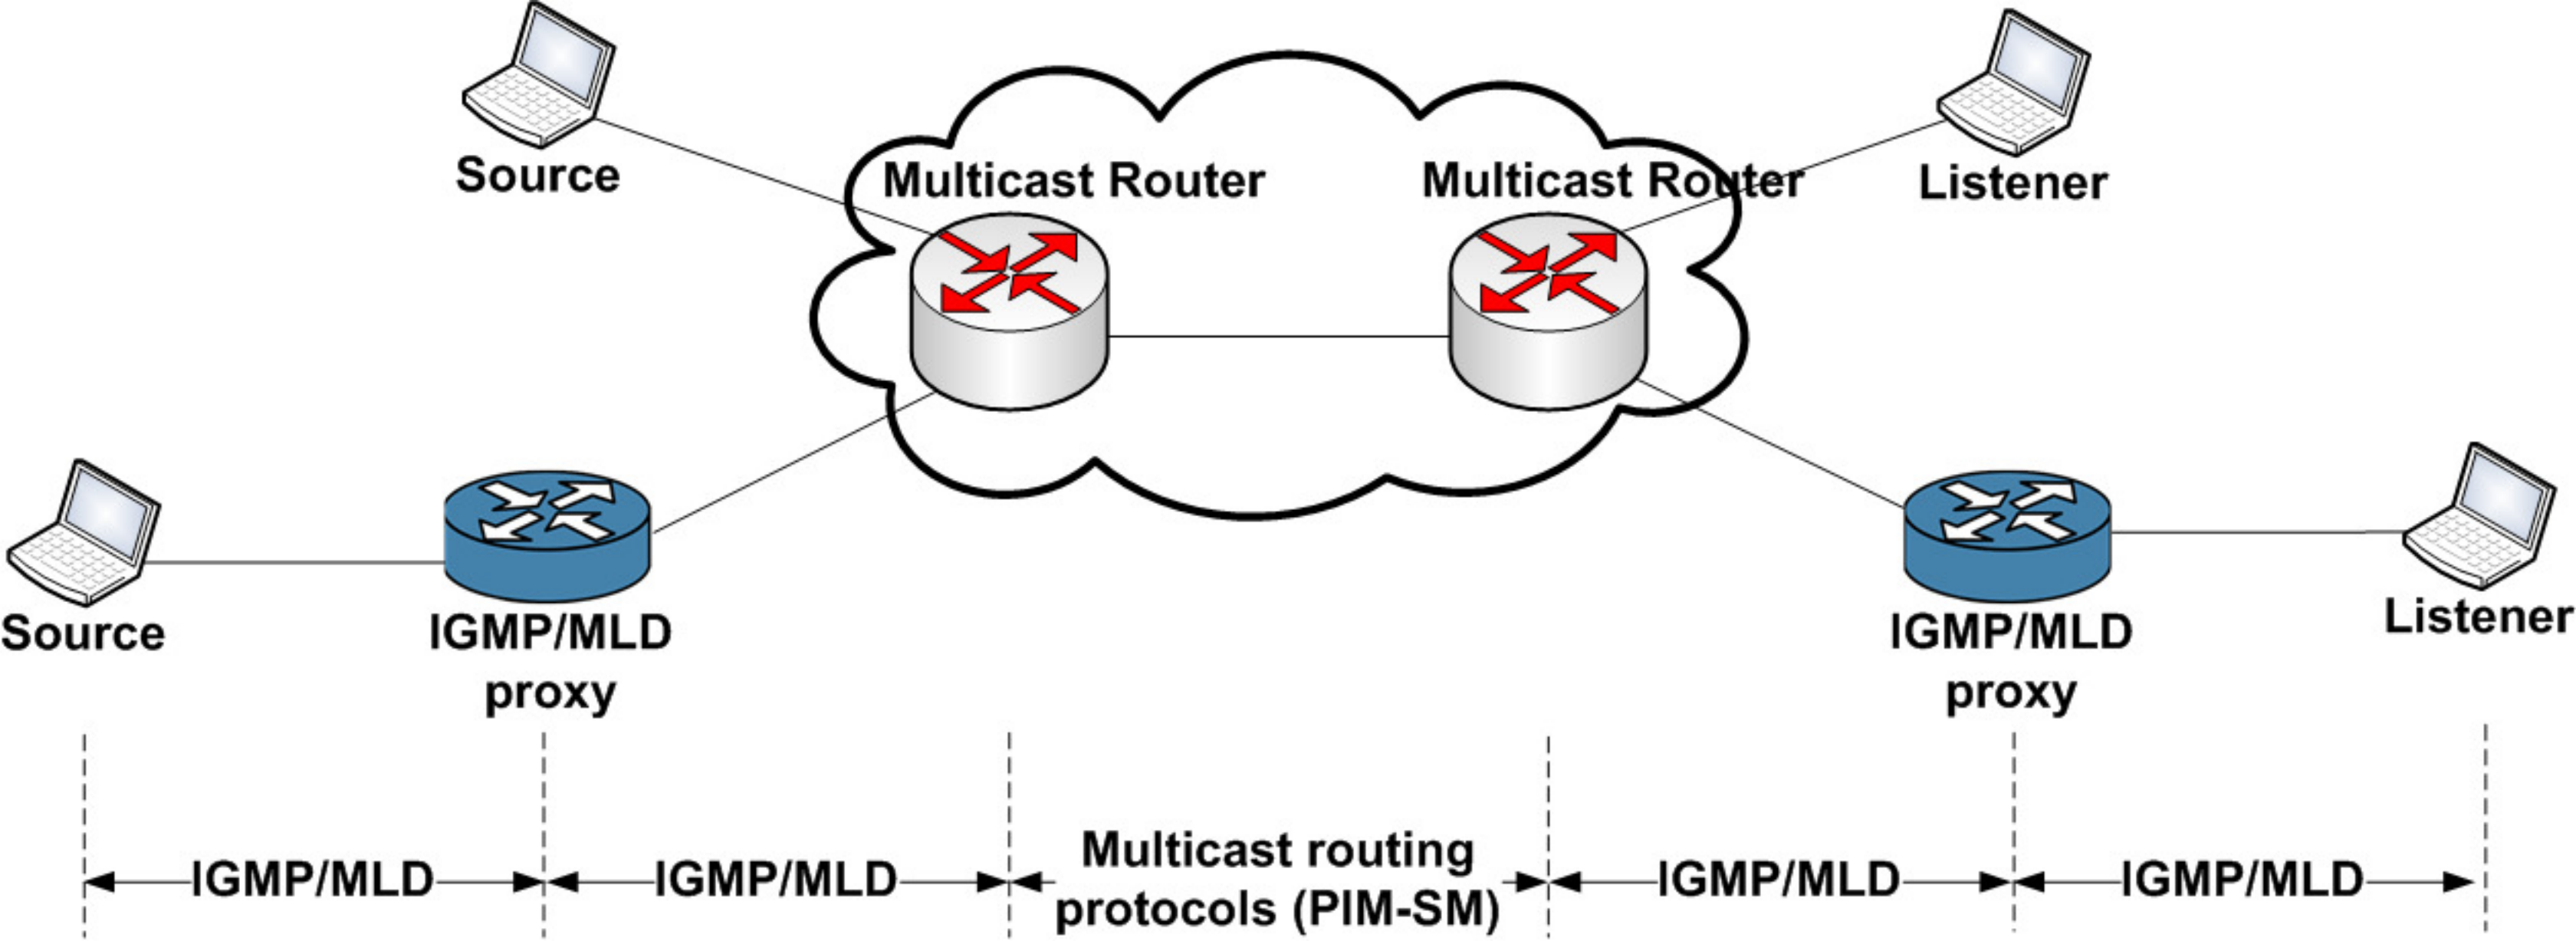 Source
Multicast Router
Multicast Router
Listener
Source
IGMP/MLD
proxy
IGMP/MLD
proxy
Listener
IGMP/MLD
IGMP/MLD
Multicast routing
protocols (PIM-SM)
IGMP/MLD
IGMP/MLD